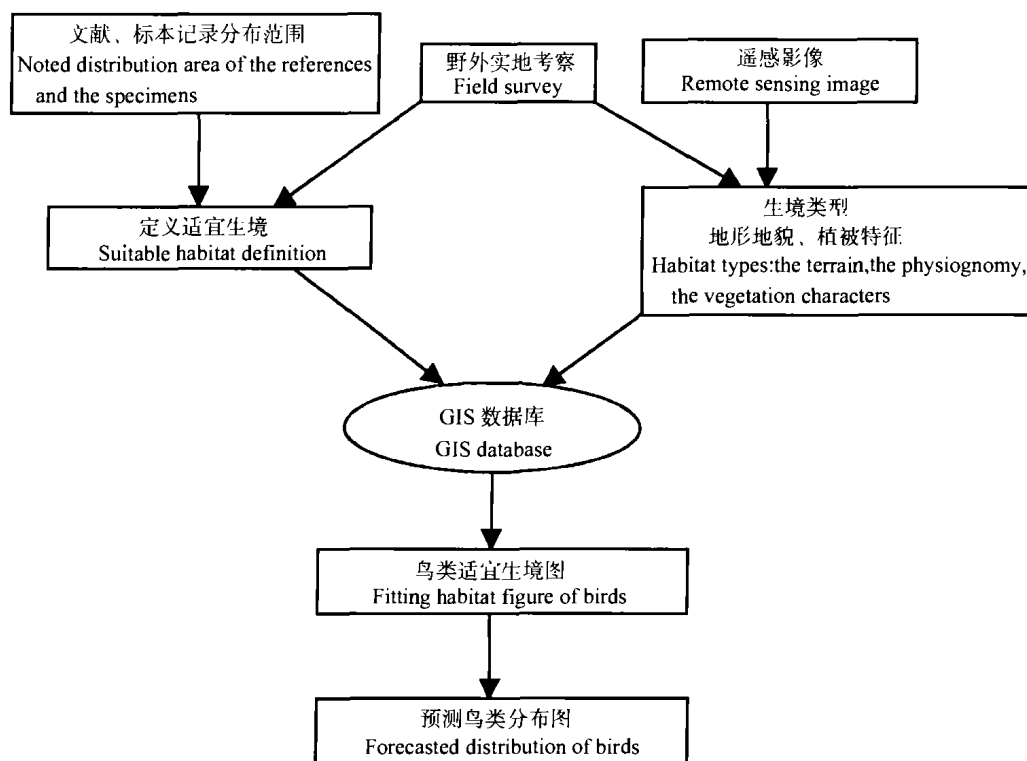 文献、标本记录分布范围
Noted distribution area of the references
and the specimens
野外实地考察
Field survey
遥感影像
Remote sensing image
定义适宜生境
Suitable habitat definition
生境类型
地形地貌、植被特征
Habitat types:the terrain,the physiognomy,
the vegetation characters
GIS 数据库
GIS database
鸟类适宜生境图
Fitting habitat figure of birds
预测鸟类分布图
Forecasted distribution of birds